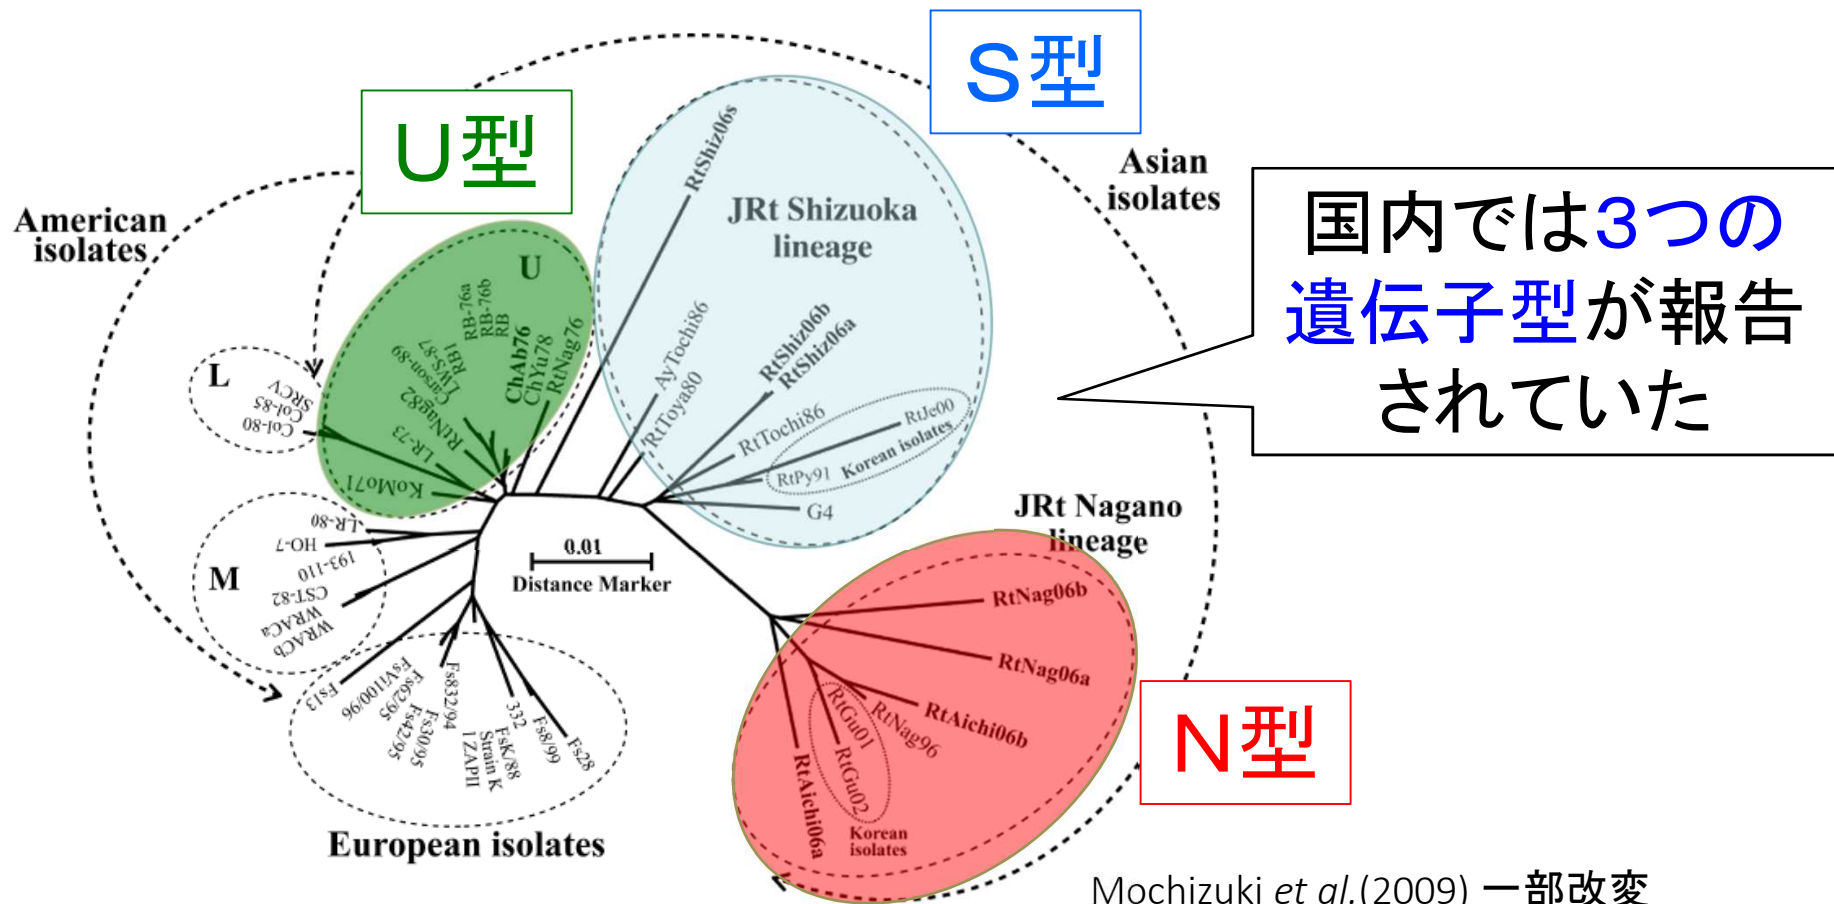 S型
U型
American
isolates
Asian
isolates
国内では3つの
遺伝子型が報告
されていた
U
RB-76a
RB-76b
RB
RB1
LWS-87
Carson-89
ChAb76
ChYu78
RtNag76
RtNag82
LR-73
KoMo71
L
SRCV
Col-85
Col-80
RtShiz06s
JRt Shizuoka
lineage
AyTochi86
RtToya80
RtShiz06b
RtShiz06a
RtTochi86
RtJe00
RtPy91
Korean isolates
G4
M
LR-80
HO-7
193-110
CST-82
WRACa
WRACb
0.01
Distance Marker
JRt Nagano
lineage
RtNag06b
RtNag06a
RtAichi06b
RtNag96
RtGu01
RtGu02
RtAichi06a
Korean
isolates
N型
Fs13
FsVi100/96
Fs62/95
Fs42/95
Fs30/95
Fs832/94
1 ZAPII
Strain K
FsK/88
332
Fs8/99
Fs28
European isolates
Mochizuki et al.(2009) 一部改変